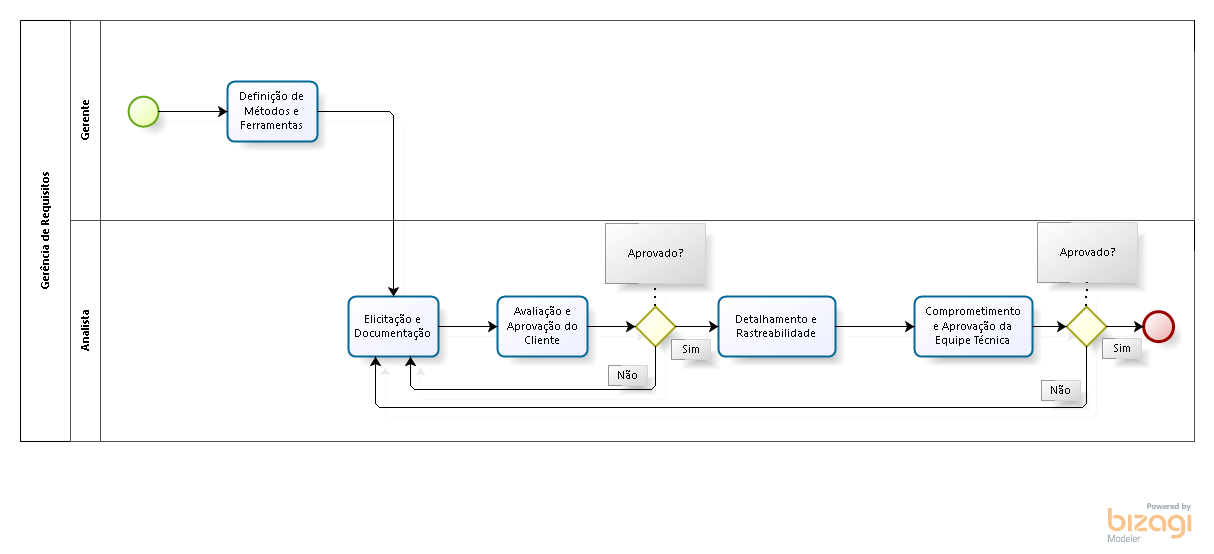 Gerência de Requisitos
Gerente
Definição de
Métodos e
Ferramentas
Analista
Elicitação e
Documentação
Avaliação e
Aprovação do
Cliente
Aprovado?
Sim
Não
Detalhamento e
Rastreabilidade
Comprometimento
e Aprovação da
Equipe Técnica
Aprovado?
Sim
Não
Powered by
bizagi
Modeler